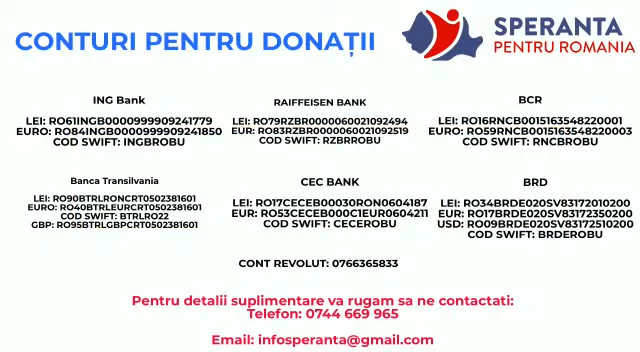 CONTURI PENTRU DONAȚII
SPERANTA
PENTRU ROMANIA
ING Bank
LEI: RO61INGB0000999909241779
EURO: RO84INGB0000999909241850
COD SWIFT: INGBROBU
RAIFFEISEN BANK
LEI: RO79RZBR0000060021092494
EUR: RO83RZBR0000060021092519
COD SWIFT: RZBRROBU
BCR
LEI: RO16RNCB0015163548220001
EURO: RO59RNCB0015163548220003
COD SWIFT: RNCBROBU
Banca Transilvania
LEI: RO90BTRLRONCRT0502381601
EURO: RO40BTRLEURCRT0502381601
COD SWIFT: BTRLRO22
GBP: RO95BTRLGBPCRT0502381601
CEC BANK
LEI: RO17CECEB00030RON0604187
EUR: RO53CECEB000C1EUR0604211
COD SWIFT: CECEROBU
BRD
LEI: RO34BRDE020SV83172010200
EUR: RO17BRDE020SV83172350200
USD: RO09BRDE020SV83172510200
COD SWIFT: BRDEROBU
CONT REVOLUT: 0766365833
Pentru detalii suplimentare va rugam sa ne contactati:
Telefon: 0744 669 965
Email: infosperanta@gmail.com